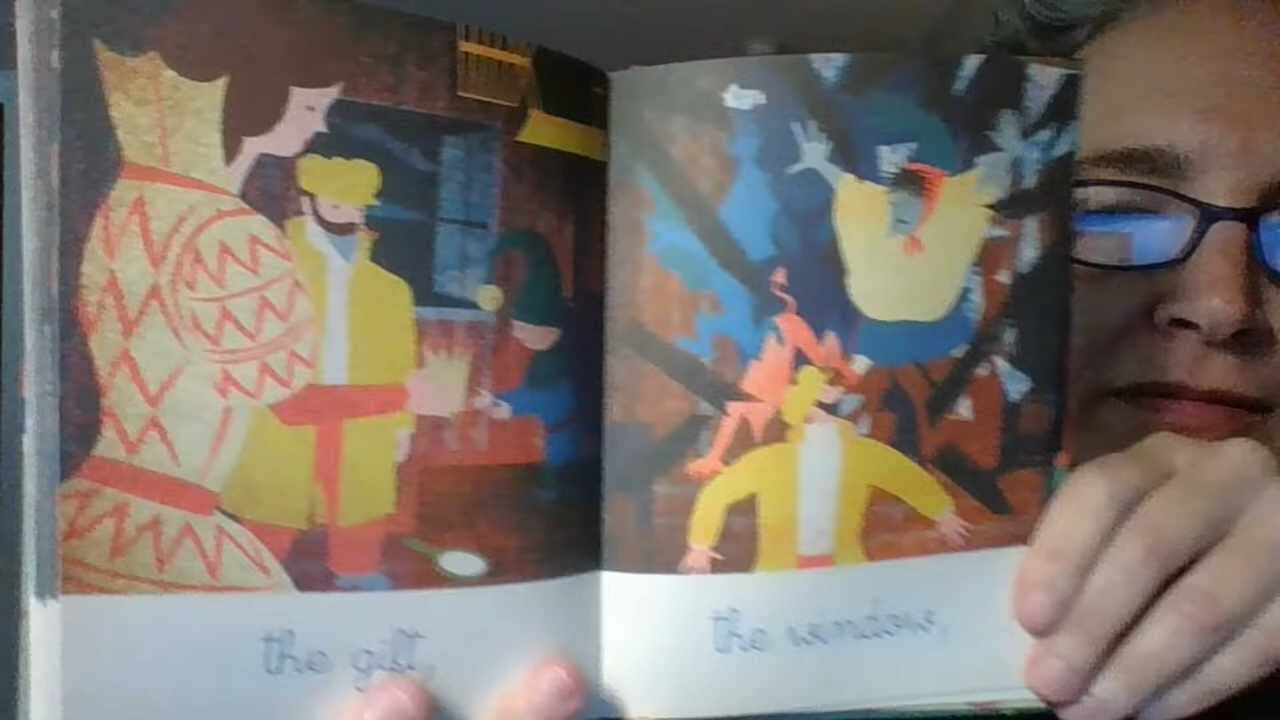 the gift,
the window,